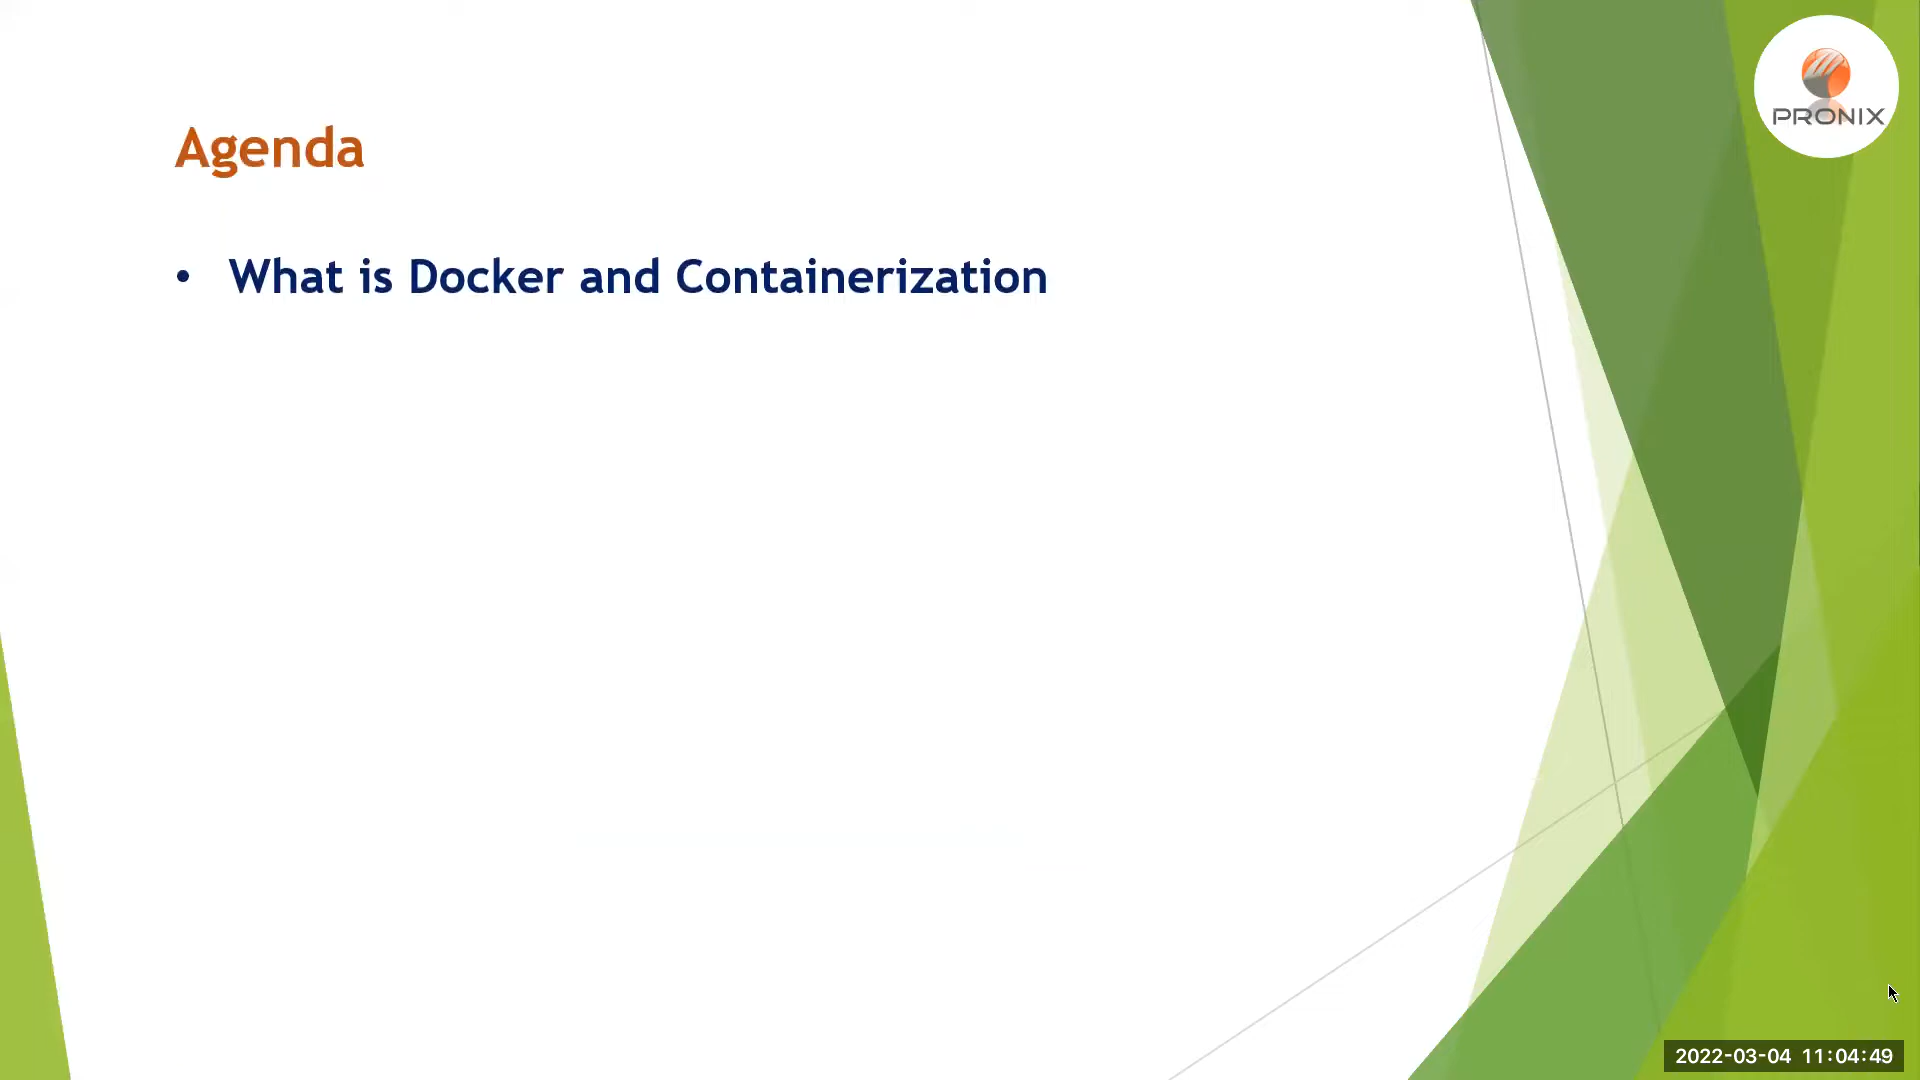 PRONIX
Agenda
• What is Docker and Containerization
2022-03-04 11:04:49